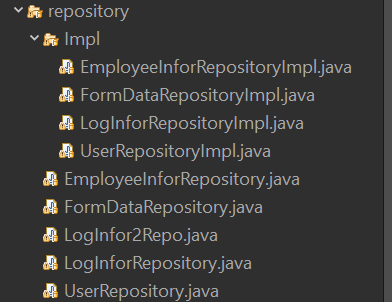 repository
Impl
EmployeeInforRepositoryImpl.java
FormDataRepositoryImpl.java
LogInforRepositoryImpl.java
UserRepositoryImpl.java
EmployeeInforRepository.java
FormDataRepository.java
LogInfor2Repo.java
LogInforRepository.java
UserRepository.java